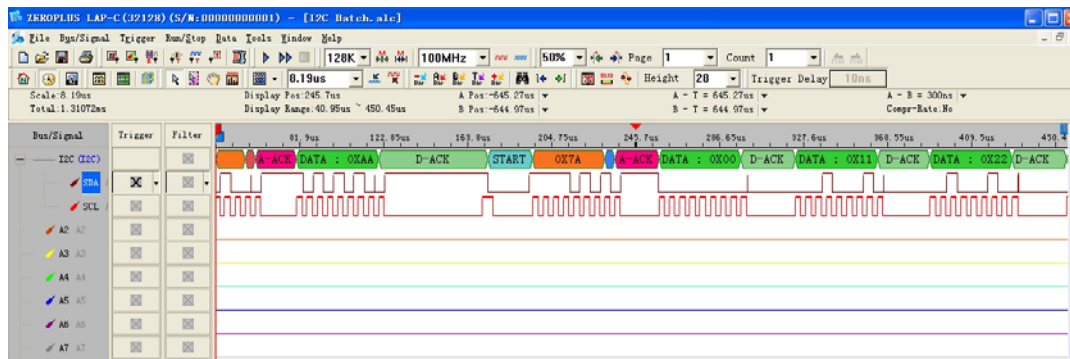 ZEROPLUS LAP-C(32128)(S/N:00000000001) - [I2C Batch.alc]
File Bus/Signal Trigger Run/Stop Data Tools Window Help
128K 100MHz 50% Page 1 Count 1
8.19us Height 28 Trigger Delay 10ns
Scale:8.19us Display Pos:245.7us A Pos:-645.27us A - T = 645.27us A - B = 300ns
Total:1.31072ms Display Range:40.95us ~ 450.45us B Pos:-644.97us B - T = 644.97us Compr-Rate:No
Bus/Signal Trigger Filter 81.9us 122.85us 163.8us 204.75us 245.7us 286.65us 327.6us 368.55us 409.5us 450.4
I2C (I2C) A-ACK DATA : 0XAA D-ACK START 0X7A A-ACK DATA : 0X00 D-ACK DATA : 0X11 D-ACK DATA : 0X22 D-ACK
SDA
SCL
A2 A2
A3 A3
A4 A4
A5 A5
A6 A6
A7 A7